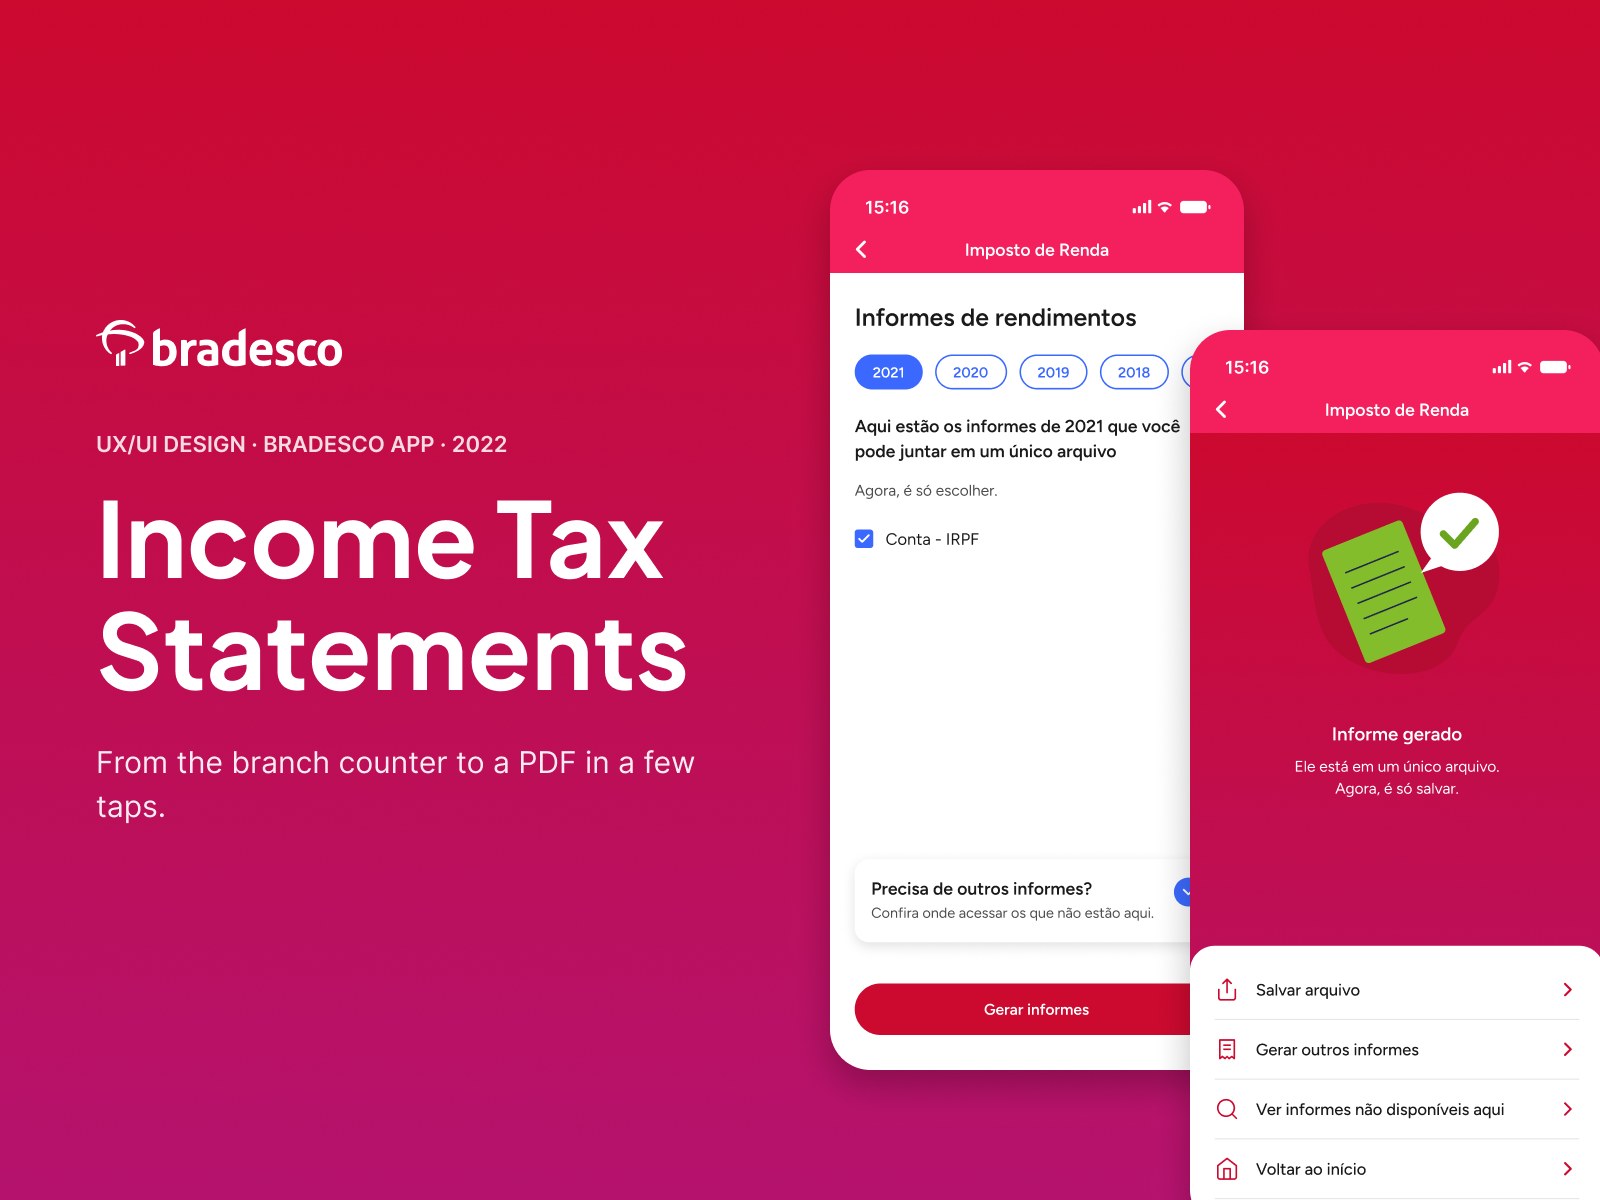 bradesco
UX/UI DESIGN · BRADESCO APP · 2022
Income Tax
Statements
From the branch counter to a PDF in a few
taps.
15:16
Imposto de Renda
Informes de rendimentos
2021
2020
2019
2018
Aqui estão os informes de 2021 que você
pode juntar em um único arquivo
Agora, é só escolher.
Conta - IRPF
Precisa de outros informes?
Confira onde acessar os que não estão aqui.
Gerar informes
15:16
Imposto de Renda
Informe gerado
Ele está em um único arquivo.
Agora, é só salvar.
Salvar arquivo
Gerar outros informes
Ver informes não disponíveis aqui
Voltar ao início